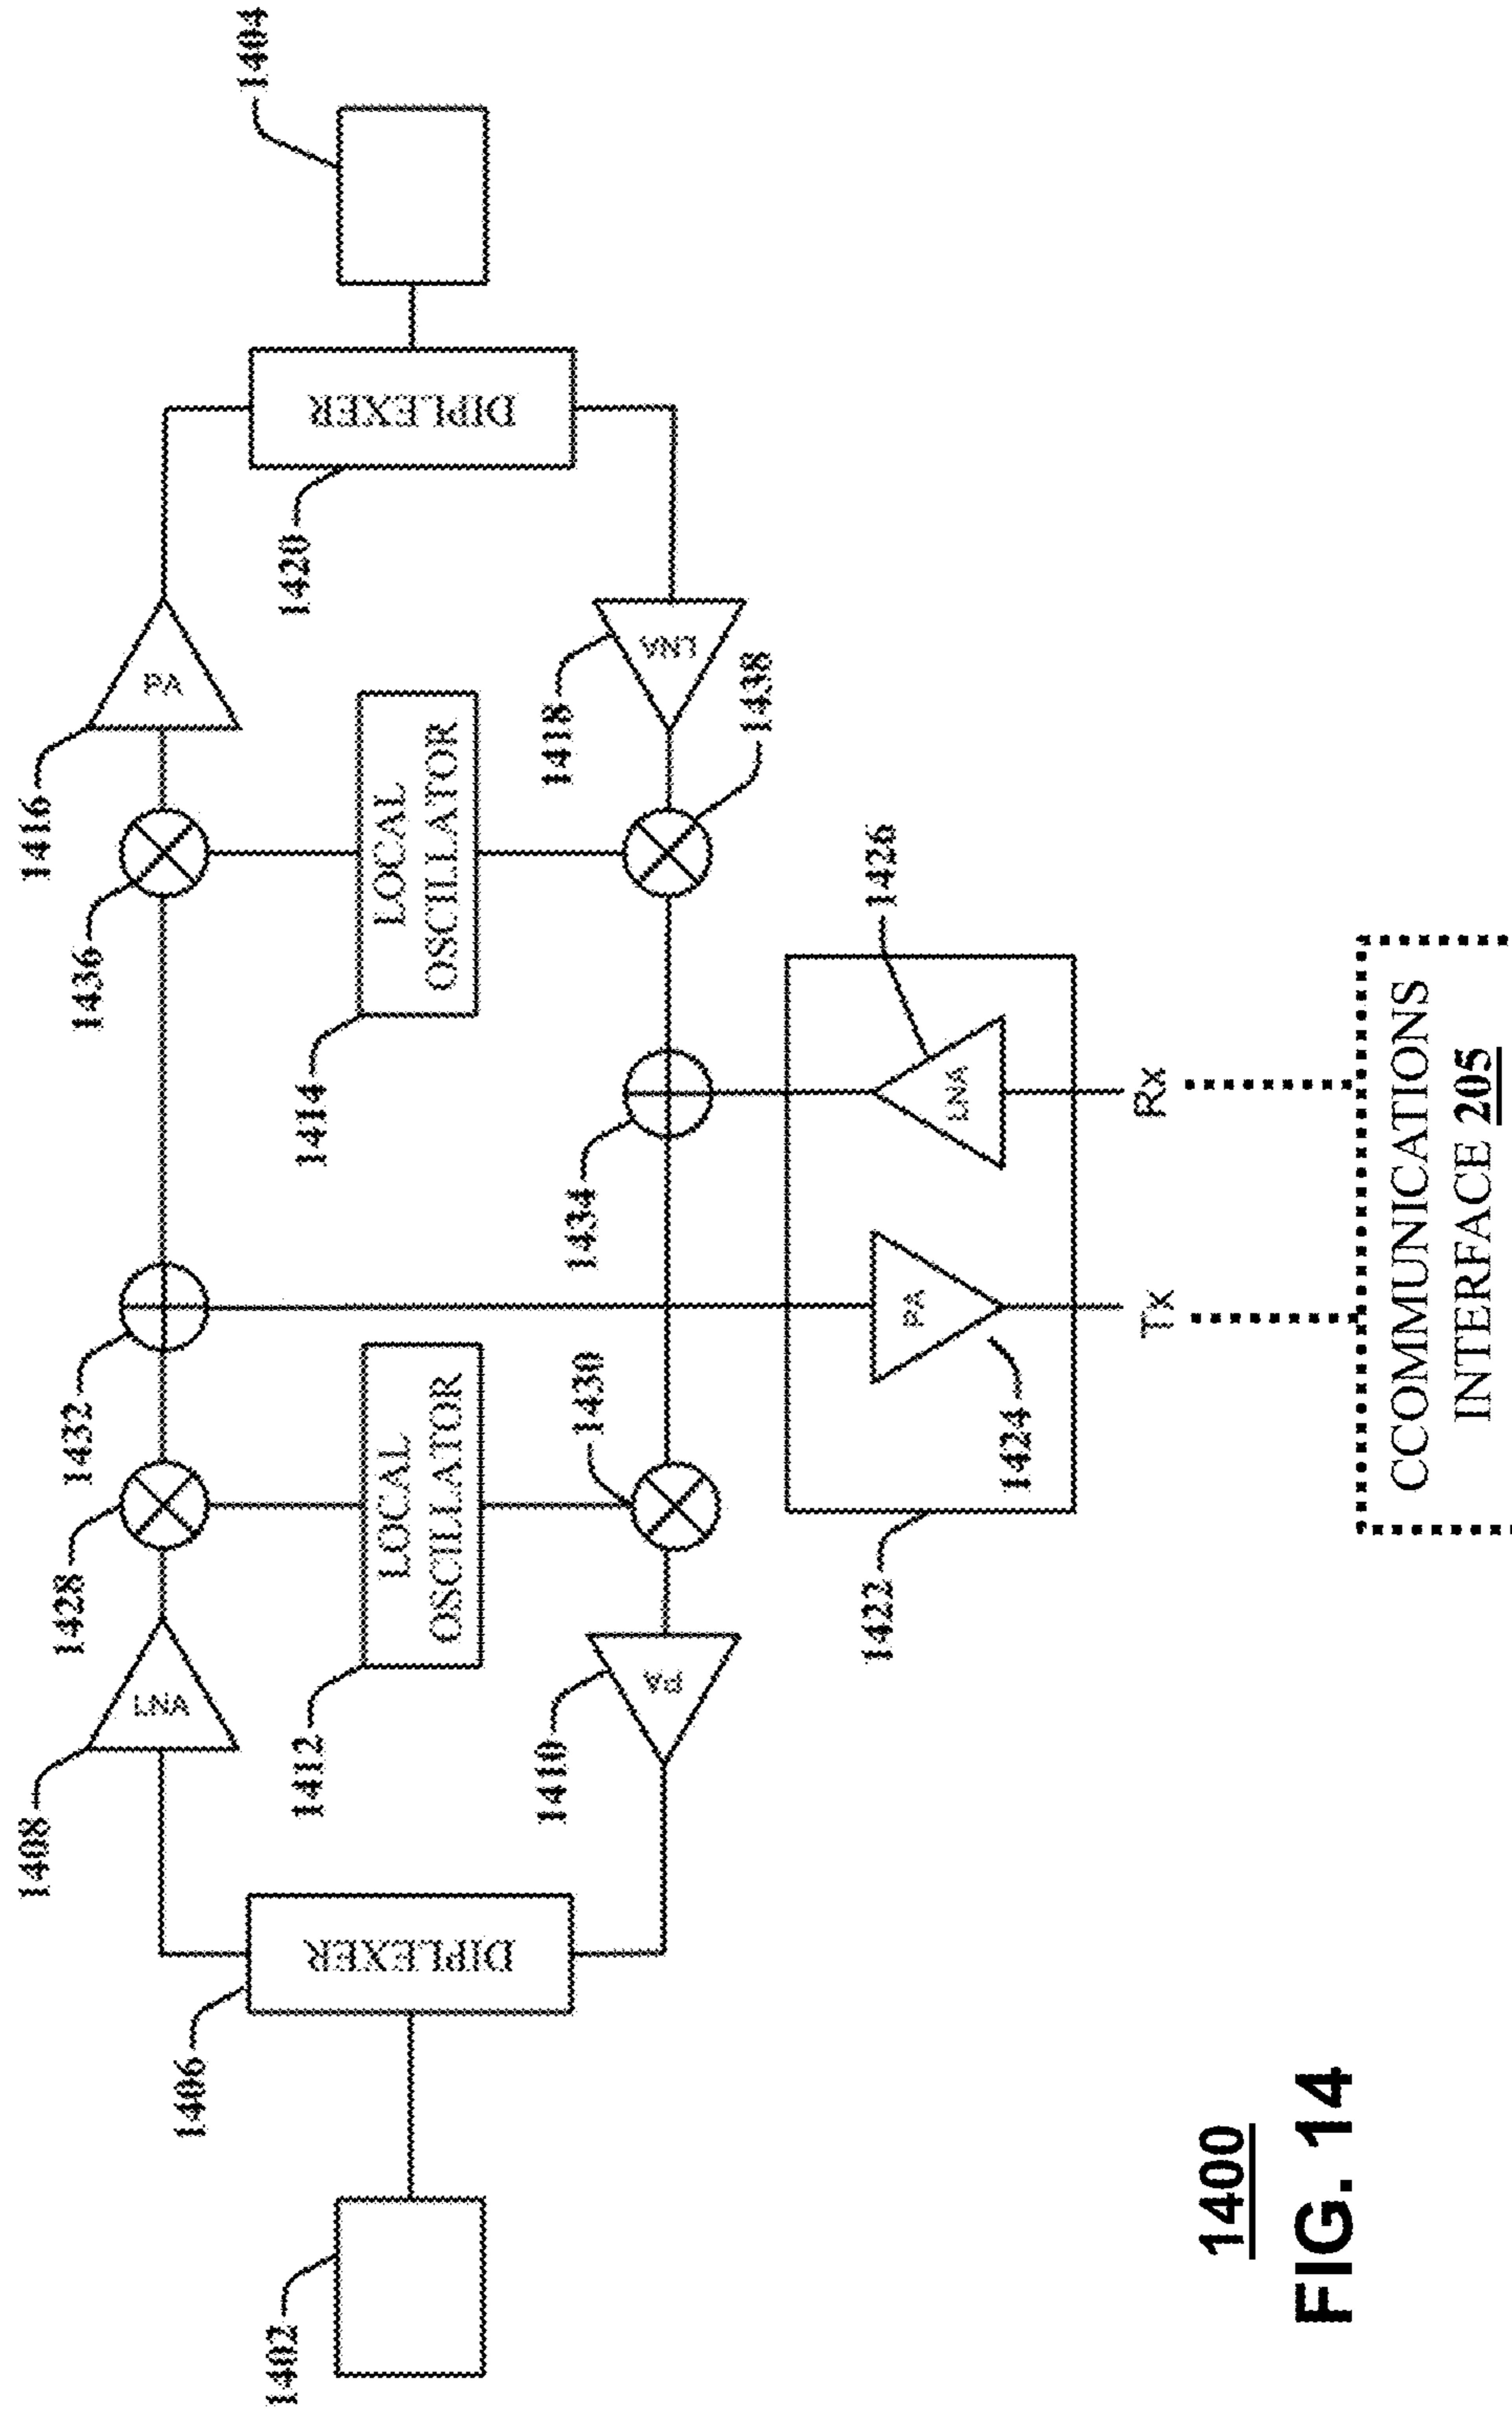 1404
1416
PA
1436
DIPLEXER
1420
LOCAL
OSCILLATOR
1414
LNA
1418
1438
1432
1434
1426
LNA
Rx
1428
LOCAL
OSCILLATOR
1412
1430
PA
1424
Tx
1422
1408
LNA
PA
1410
DIPLEXER
1406
1402
CCOMMUNICATIONS
INTERFACE 205
1400
FIG. 14